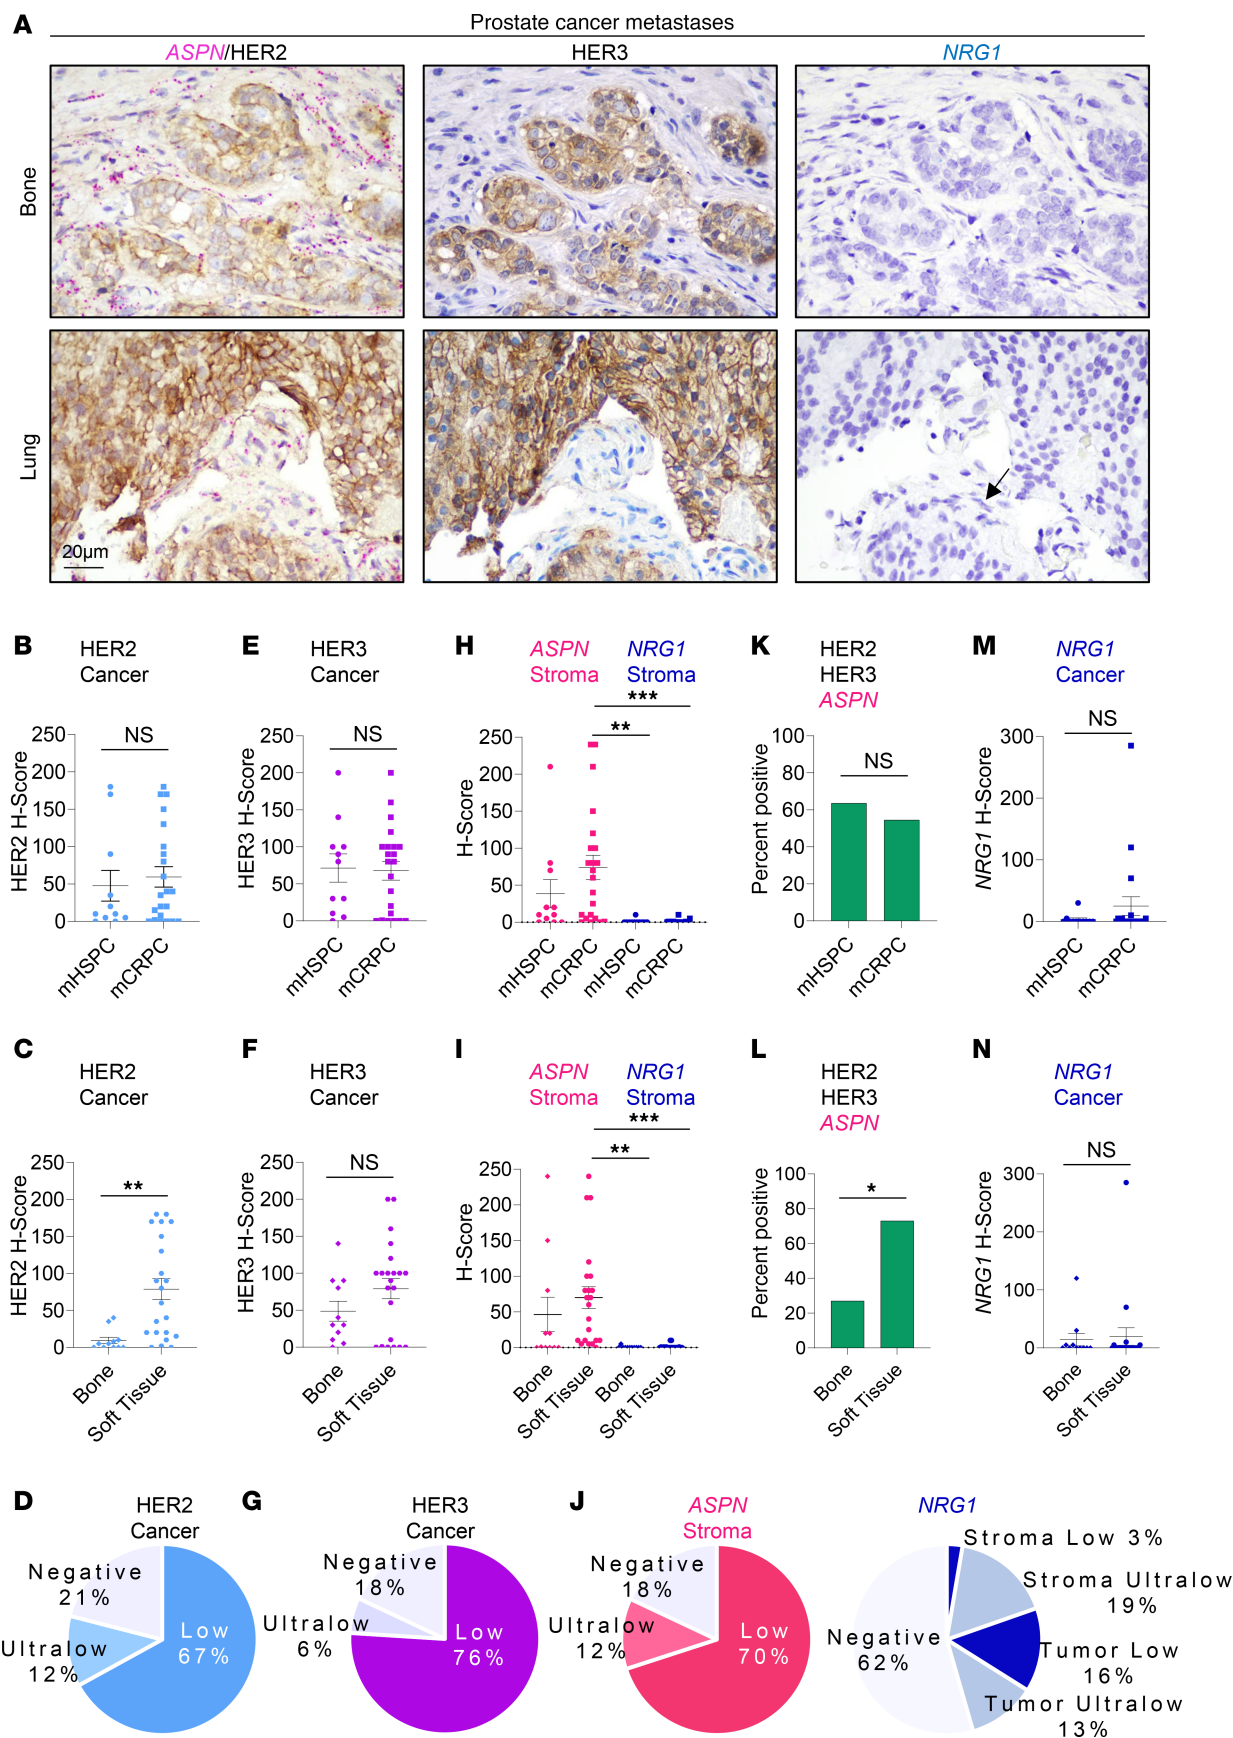 A
Prostate cancer metastases
ASPN/HER2
HER3
NRG1
Bone
Lung
20µm
B
HER2
Cancer
NS
HER2 H-Score
250
200
150
100
50
0
mHSPC
mCRPC
E
HER3
Cancer
NS
HER3 H-Score
250
200
150
100
50
0
mHSPC
mCRPC
H
ASPN
Stroma
NRG1
Stroma
***
**
H-Score
250
200
150
100
50
0
mHSPC
mCRPC
mHSPC
mCRPC
K
HER2
HER3
ASPN
NS
Percent positive
100
80
60
40
20
0
mHSPC
mCRPC
M
NRG1
Cancer
NS
NRG1 H-Score
300
200
100
0
mHSPC
mCRPC
C
HER2
Cancer
**
HER2 H-Score
250
200
150
100
50
0
Bone
Soft Tissue
F
HER3
Cancer
NS
HER3 H-Score
250
200
150
100
50
0
Bone
Soft Tissue
I
ASPN
Stroma
NRG1
Stroma
***
**
H-Score
250
200
150
100
50
0
Bone
Soft Tissue
Bone
Soft Tissue
L
HER2
HER3
ASPN
*
Percent positive
100
80
60
40
20
0
Bone
Soft Tissue
N
NRG1
Cancer
NS
NRG1 H-Score
300
200
100
0
Bone
Soft Tissue
D
HER2
Cancer
Negative
21%
Ultralow
12%
Low
67%
G
HER3
Cancer
Negative
18%
Ultralow
6%
Low
76%
J
ASPN
Stroma
Negative
18%
Ultralow
12%
Low
70%
NRG1
Stroma Low 3%
Stroma Ultralow
19%
Negative
62%
Tumor Low
16%
Tumor Ultralow
13%